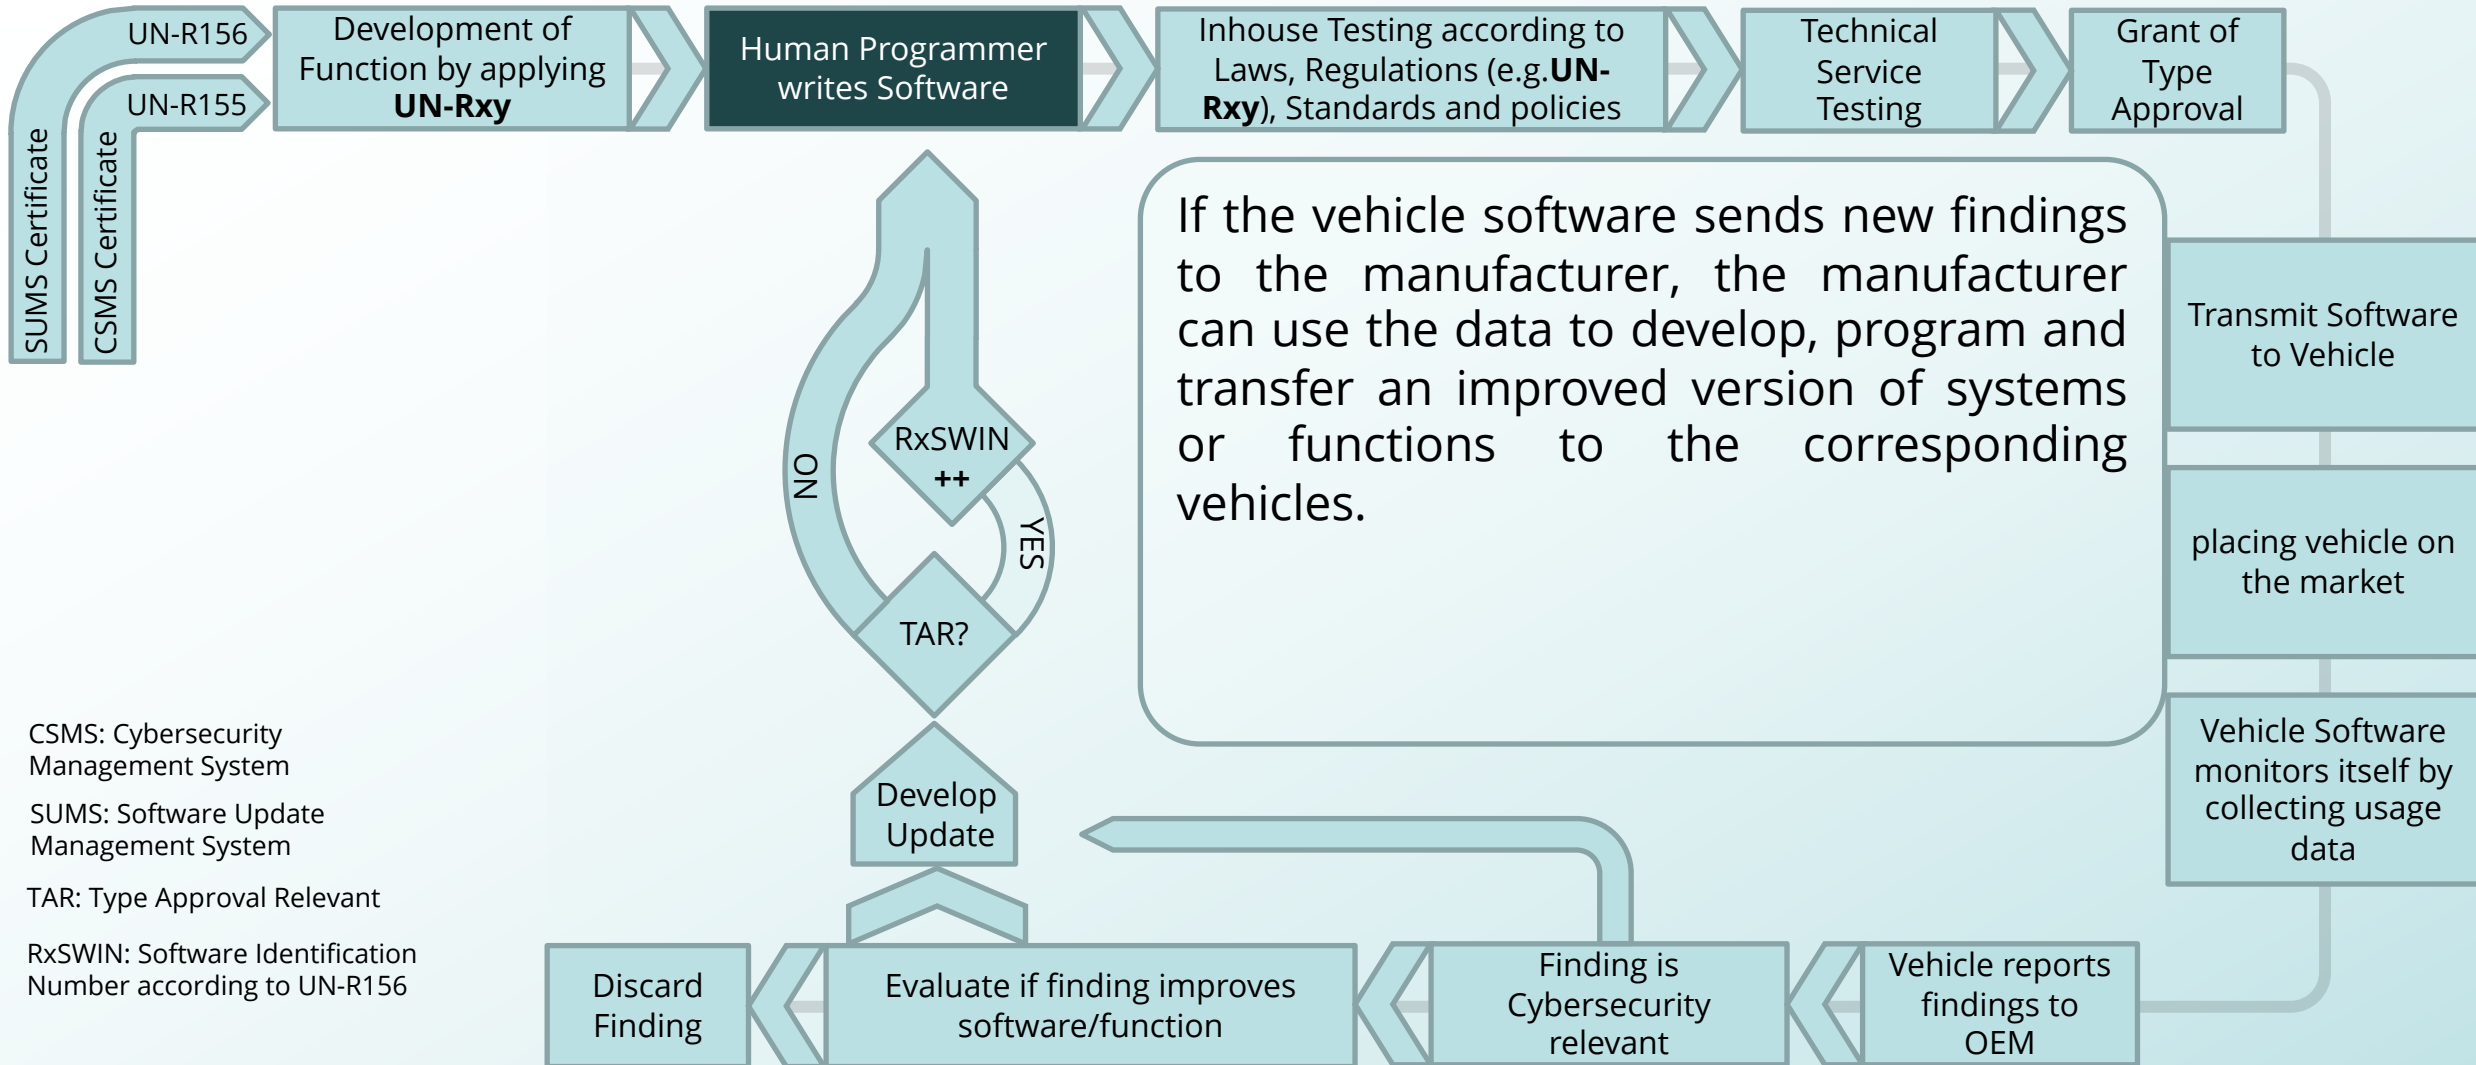 UN-R156
UN-R155
SUMS Certificate
CSMS Certificate
Development of
Function by applying
UN-Rxy
Human Programmer
writes Software
Inhouse Testing according to
Laws, Regulations (e.g.UN-
Rxy), Standards and policies
Technical
Service
Testing
Grant of
Type
Approval
If the vehicle software sends new findings
to the manufacturer, the manufacturer
can use the data to develop, program and
transfer an improved version of systems
or functions to the corresponding
vehicles.
Transmit Software
to Vehicle
placing vehicle on
the market
Vehicle Software
monitors itself by
collecting usage
data
Vehicle reports
findings to
OEM
Finding is
Cybersecurity
relevant
Evaluate if finding improves
software/function
Discard
Finding
Develop
Update
TAR?
YES
NO
RxSWIN
++
CSMS: Cybersecurity
Management System
SUMS: Software Update
Management System
TAR: Type Approval Relevant
RxSWIN: Software Identification
Number according to UN-R156